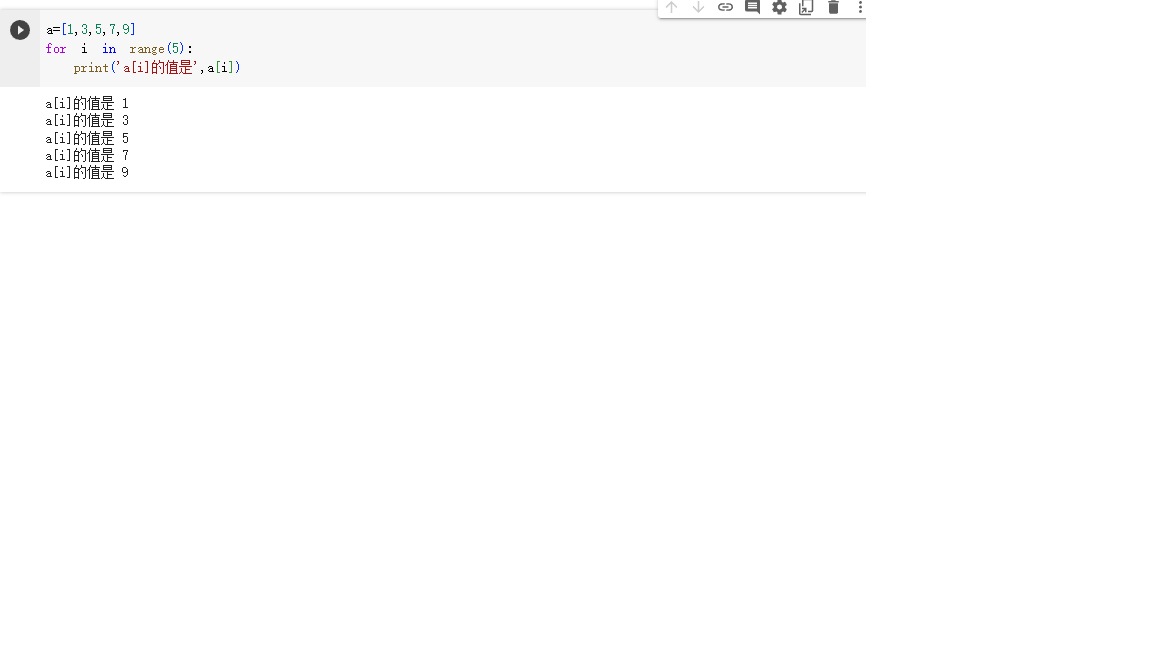 a=[1,3,5,7,9]
for i in range(5):
    print('a[i]的值是',a[i])
a[i]的值是 1
a[i]的值是 3
a[i]的值是 5
a[i]的值是 7
a[i]的值是 9